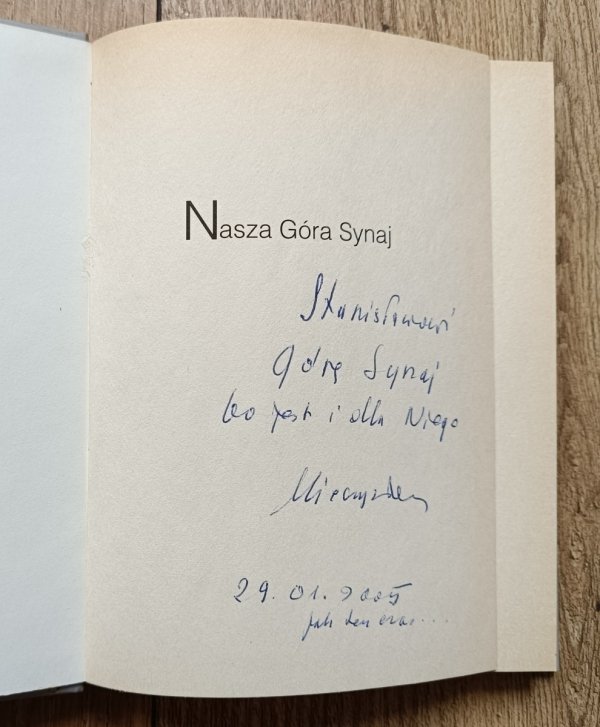 Nasza Góra Synaj
Stanisławowi
Górę Synaj
bo jest i dla Niego
Mieczysław
29.01.2005
jak ten czas...